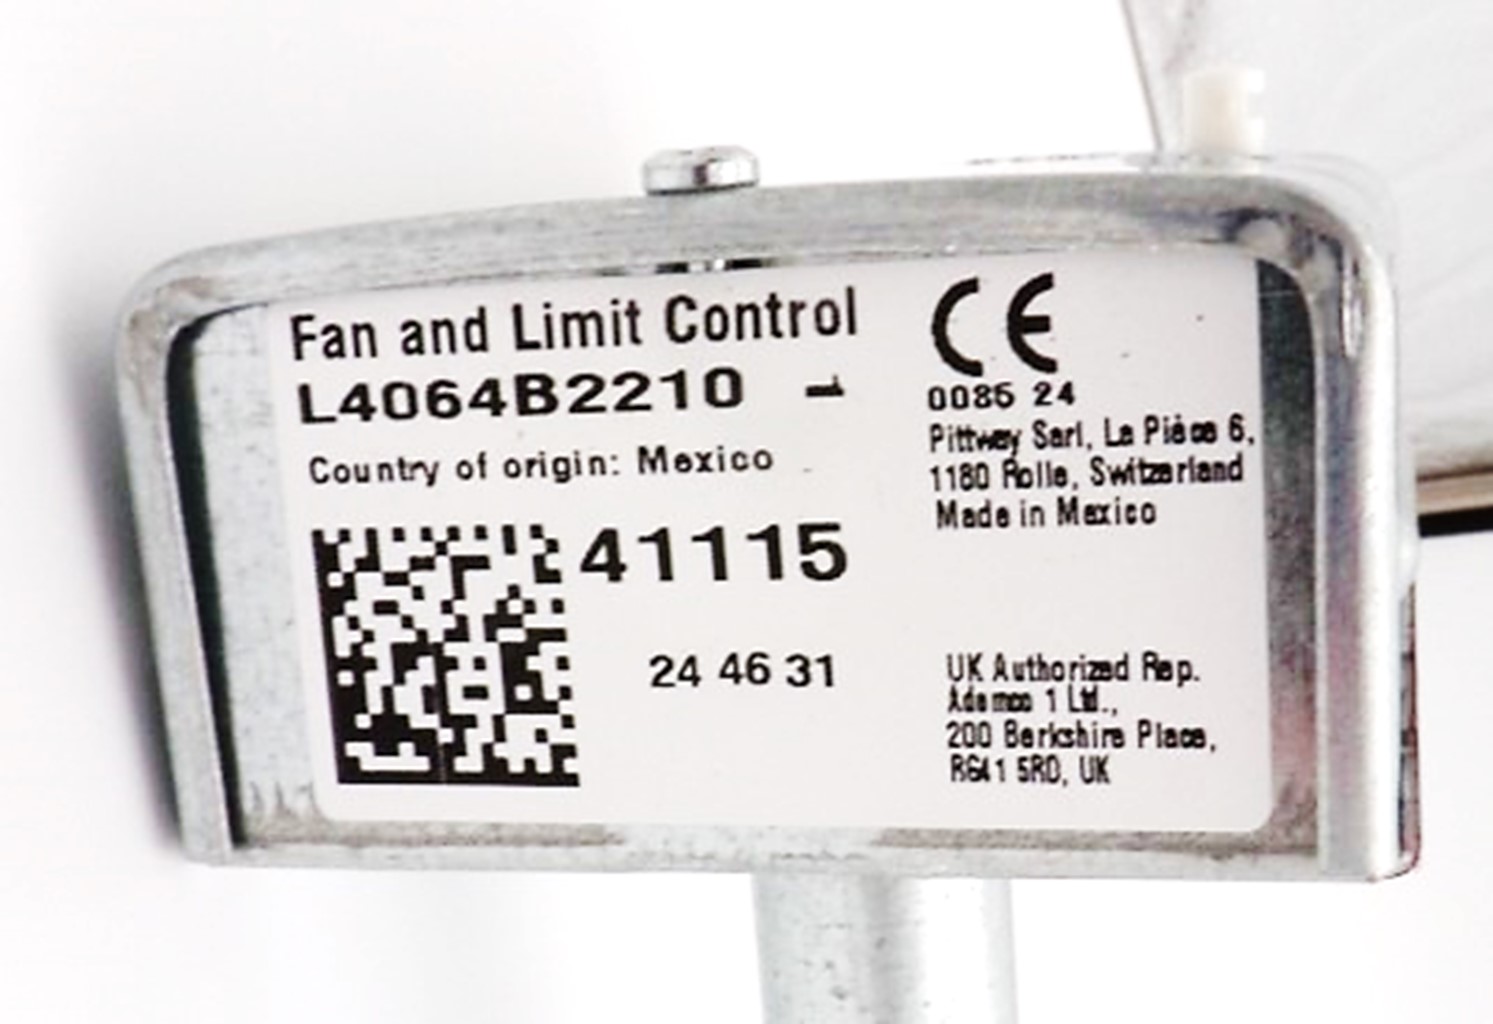 Fan and Limit Control
L4064B2210 - 1
Country of origin: Mexico
41115
24 46 31
CE
0085 24
Pittway Sarl, La Pièce 6,
1180 Rolle, Switzerland
Made in Mexico
UK Authorized Rep.
Ademco 1 Ltd.,
200 Berkshire Place,
RG41 5RD, UK